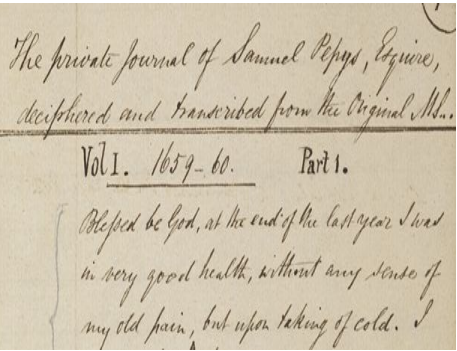 The private Journal of Samuel Pepys, Esquire,
deciphered and transcribed from the Original MS..
Vol I. 1659-60. Part 1.
Blessed be God, at the end of the last year I was
in very good health, without any sense of
my old pain, but upon taking of cold. I